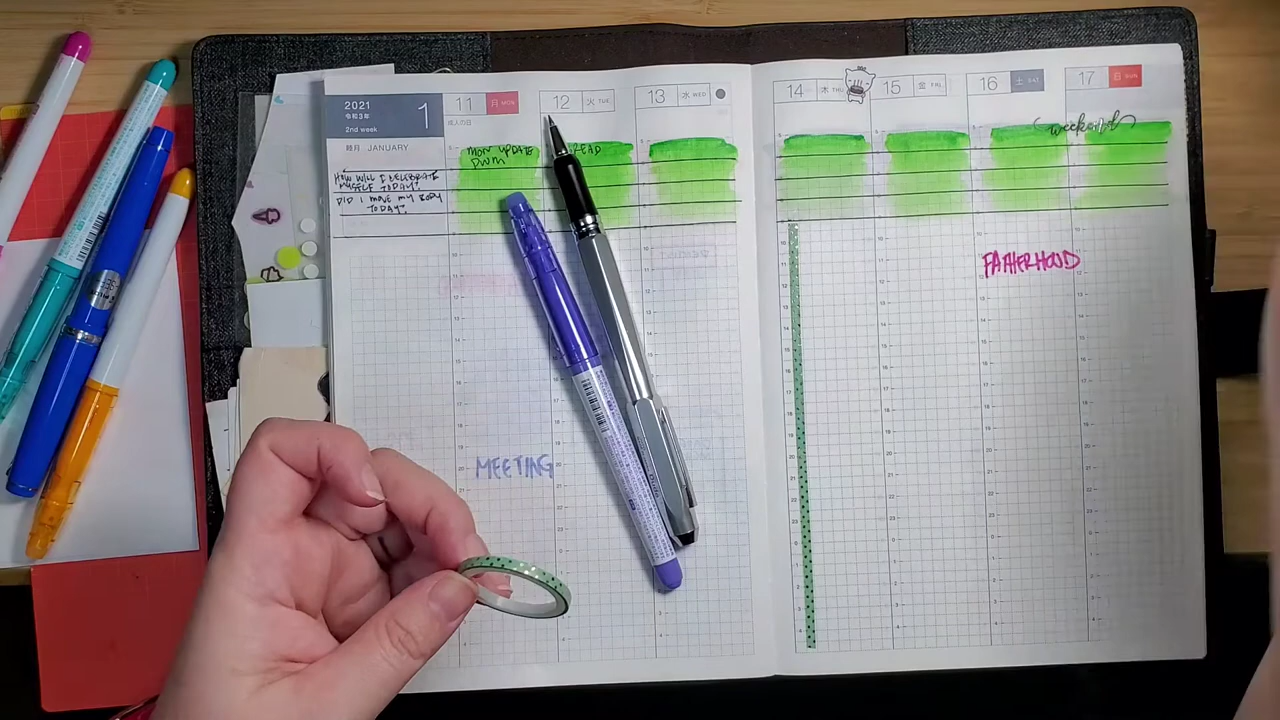 2021
令和3年
2nd week
1
11 月 MON
成人の日
12 火 TUE
13 水 WED
14 木 THU
15 金 FRI
16 土 SAT
17 日 SUN
睦月 JANUARY
weekend
MON UPDATE
PWM
READ
HOW WILL I CELEBRATE
MYSELF TODAY?
DID I MOVE MY BODY
TODAY?
FATHERHOOD
MEETING